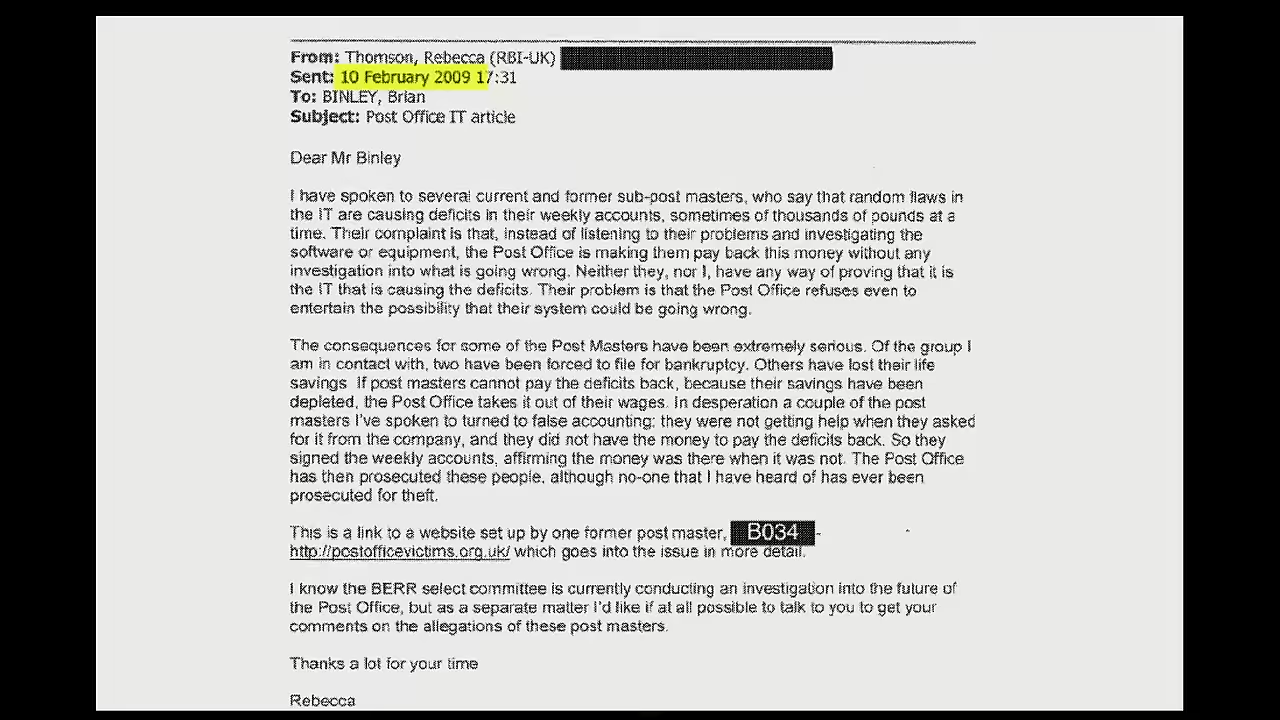 From: Thomson, Rebecca (RBI-UK)
Sent: 10 February 2009 17:31
To: BINLEY, Brian
Subject: Post Office IT article
Dear Mr Binley
I have spoken to several current and former sub-post masters, who say that random flaws in
the IT are causing deficits in their weekly accounts, sometimes of thousands of pounds at a
time. Their complaint is that, instead of listening to their problems and investigating the
software or equipment, the Post Office is making them pay back this money without any
investigation into what is going wrong. Neither they, nor I, have any way of proving that it is
the IT that is causing the deficits. Their problem is that the Post Office refuses even to
entertain the possibility that their system could be going wrong.
The consequences for some of the Post Masters have been extremely serious. Of the group I
am in contact with, two have been forced to file for bankruptcy. Others have lost their life
savings If post masters cannot pay the deficits back, because their savings have been
depleted, the Post Office takes it out of their wages. In desperation a couple of the post
masters I've spoken to turned to false accounting; they were not getting help when they asked
for it from the company, and they did not have the money to pay the deficits back. So they
signed the weekly accounts, affirming the money was there when it was not. The Post Office
has then prosecuted these people, although no-one that I have heard of has ever been
prosecuted for theft.
This is a link to a website set up by one former post master, B034 -
http://postofficevictims.org.uk/ which goes into the issue in more detail.
I know the BERR select committee is currently conducting an investigation into the future of
the Post Office, but as a separate matter I'd like if at all possible to talk to you to get your
comments on the allegations of these post masters.
Thanks a lot for your time
Rebecca